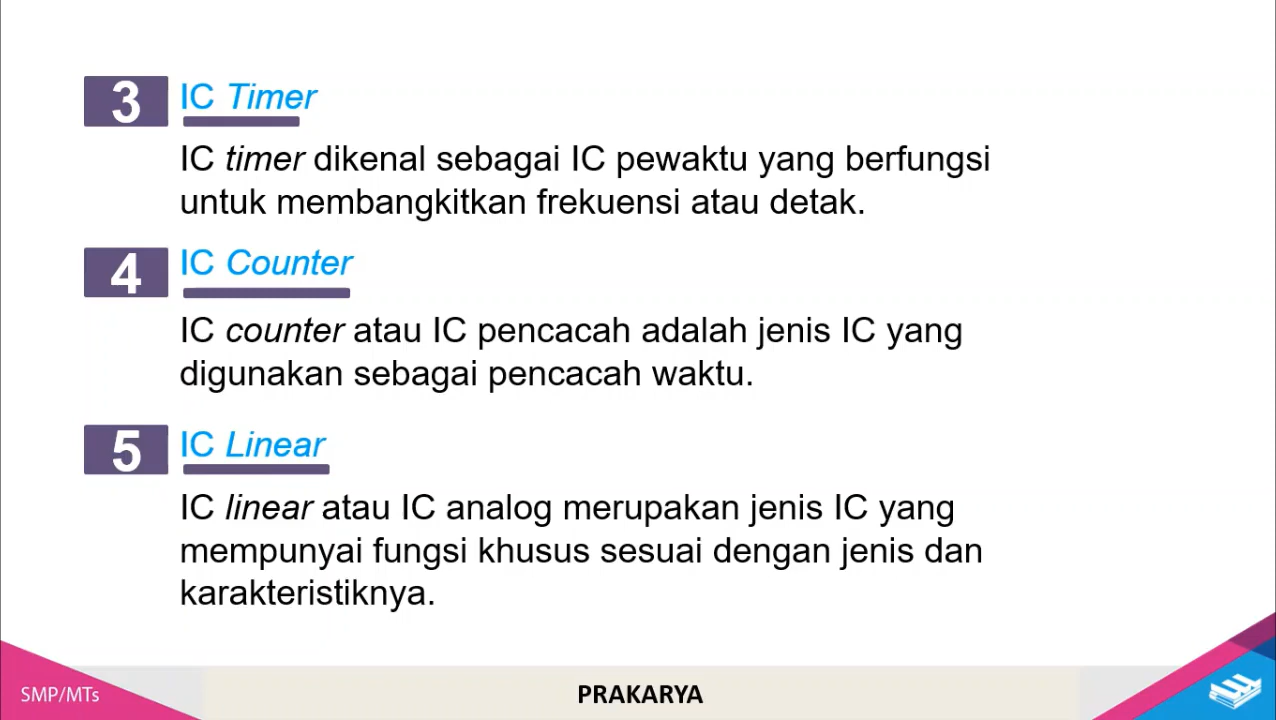 3 IC Timer
IC timer dikenal sebagai IC pewaktu yang berfungsi
untuk membangkitkan frekuensi atau detak.
4 IC Counter
IC counter atau IC pencacah adalah jenis IC yang
digunakan sebagai pencacah waktu.
5 IC Linear
IC linear atau IC analog merupakan jenis IC yang
mempunyai fungsi khusus sesuai dengan jenis dan
karakteristiknya.
SMP/MTs
PRAKARYA